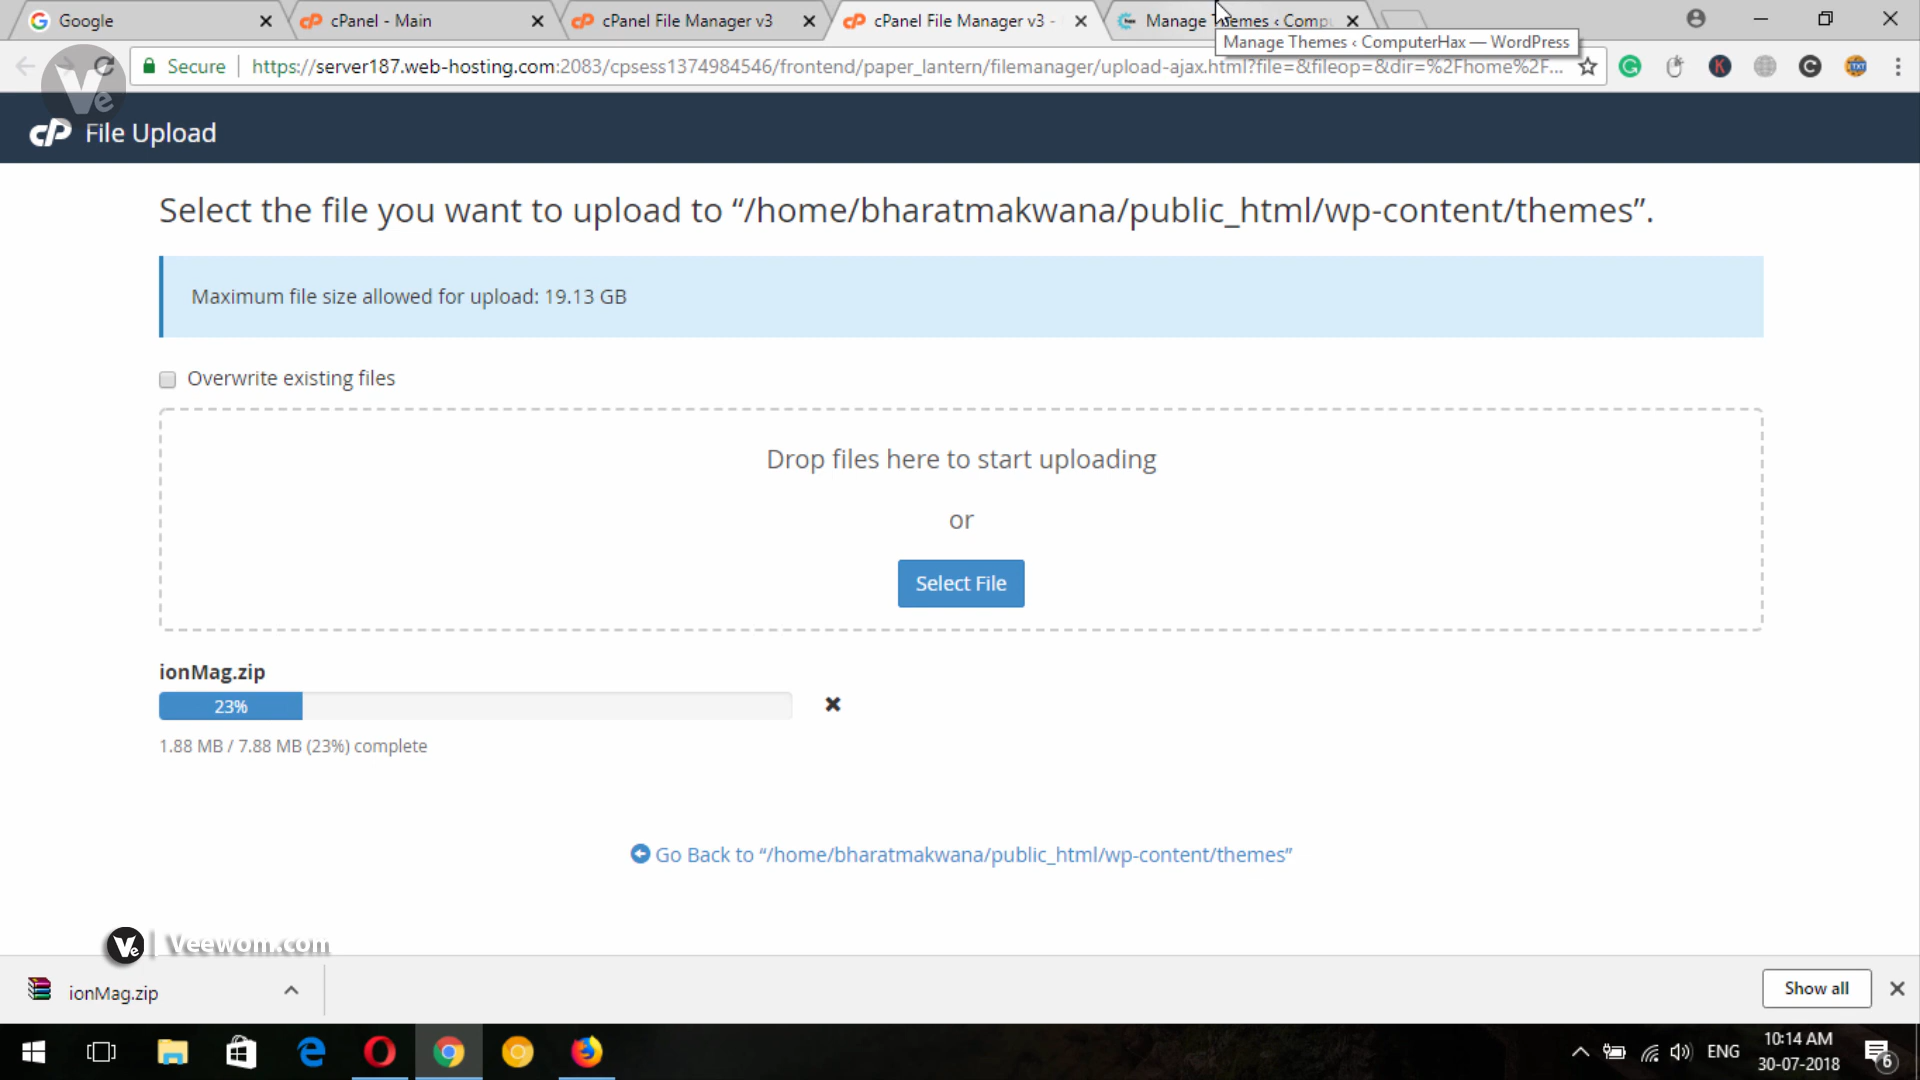 Google
cPanel - Main
cPanel File Manager v3
cPanel File Manager v3 -
Manage Themes ‹ Compu
Manage Themes ‹ ComputerHax — WordPress
Secure
https://server187.web-hosting.com:2083/cpsess1374984546/frontend/paper_lantern/filemanager/upload-ajax.html?file=&fileop=&dir=%2Fhome%2F...
Ve
cP File Upload
Select the file you want to upload to “/home/bharatmakwana/public_html/wp-content/themes”.
Maximum file size allowed for upload: 19.13 GB
Overwrite existing files
Drop files here to start uploading
or
Select File
ionMag.zip
23%
1.88 MB / 7.88 MB (23%) complete
Go Back to “/home/bharatmakwana/public_html/wp-content/themes”
Ve | Veewom.com
ionMag.zip
Show all
ENG
10:14 AM
30-07-2018
6